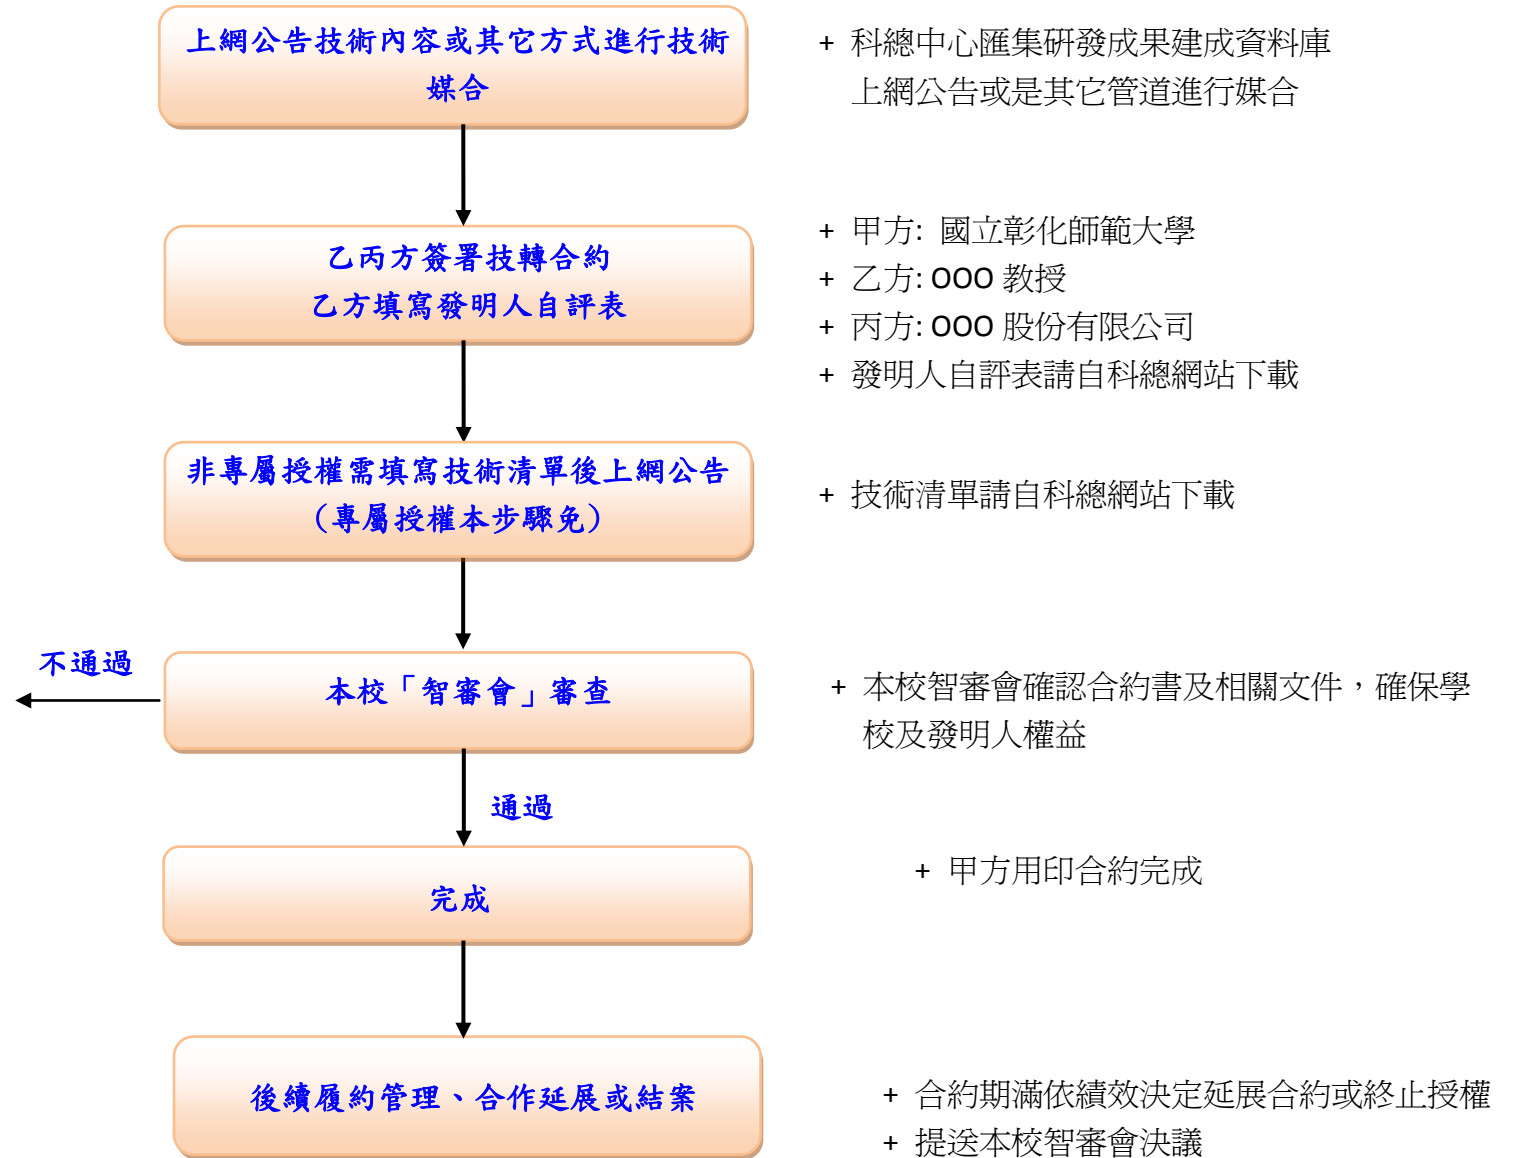 上網公告技術內容或其它方式進行技術
媒合
+ 科總中心匯集研發成果建成資料庫
上網公告或是其它管道進行媒合
乙丙方簽署技轉合約
乙方填寫發明人自評表
+ 甲方: 國立彰化師範大學
+ 乙方: OOO 教授
+ 丙方: OOO 股份有限公司
+ 發明人自評表請自科總網站下載
非專屬授權需填寫技術清單後上網公告
(專屬授權本步驟免)
+ 技術清單請自科總網站下載
不通過
本校「智審會」審查
+ 本校智審會確認合約書及相關文件，確保學
校及發明人權益
通過
完成
+ 甲方用印合約完成
後續履約管理、合作延展或結案
+ 合約期滿依績效決定延展合約或終止授權
+ 提送本校智審會決議